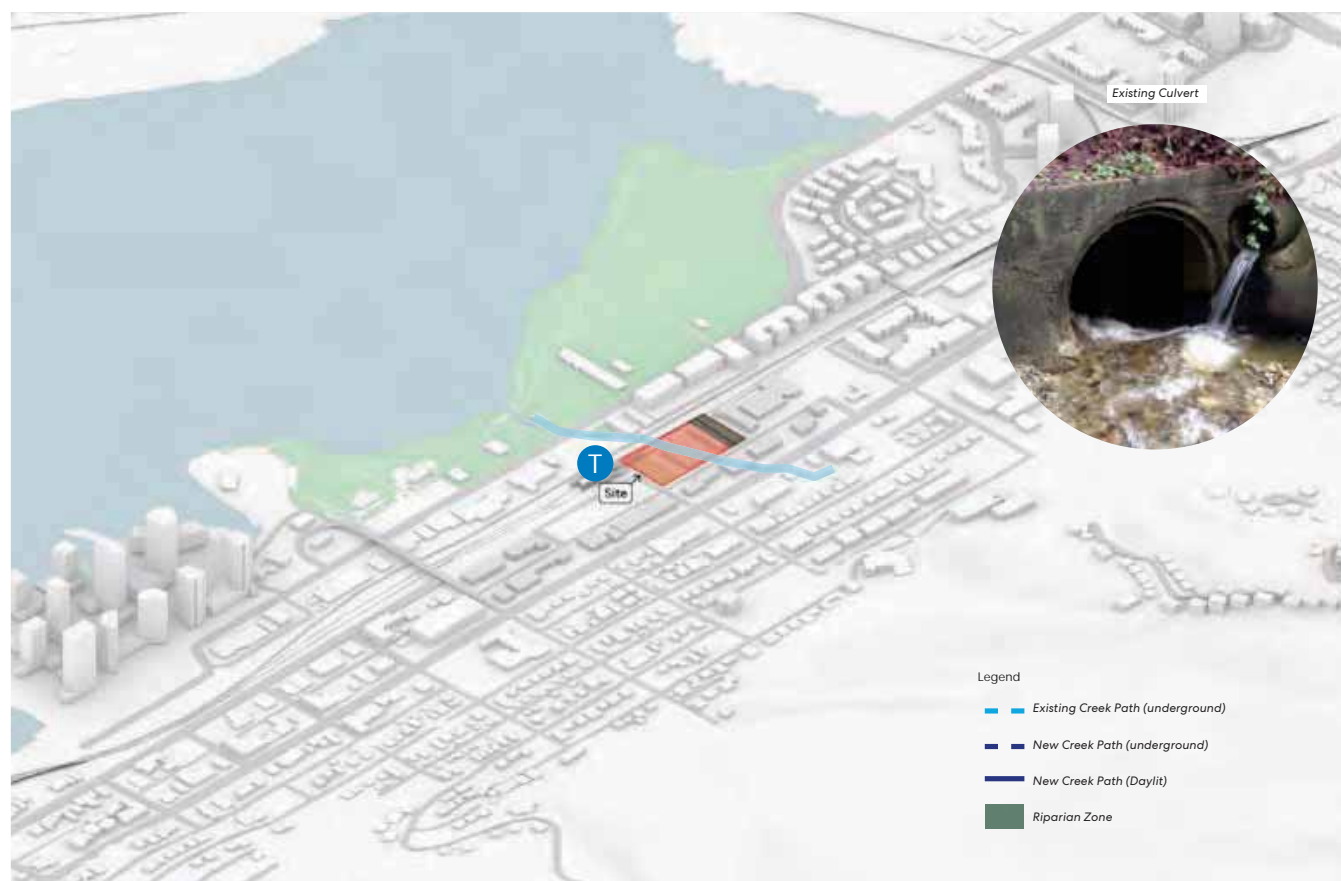 Existing Culvert
T
Site
Legend
Existing Creek Path (underground)
New Creek Path (underground)
New Creek Path (Daylit)
Riparian Zone